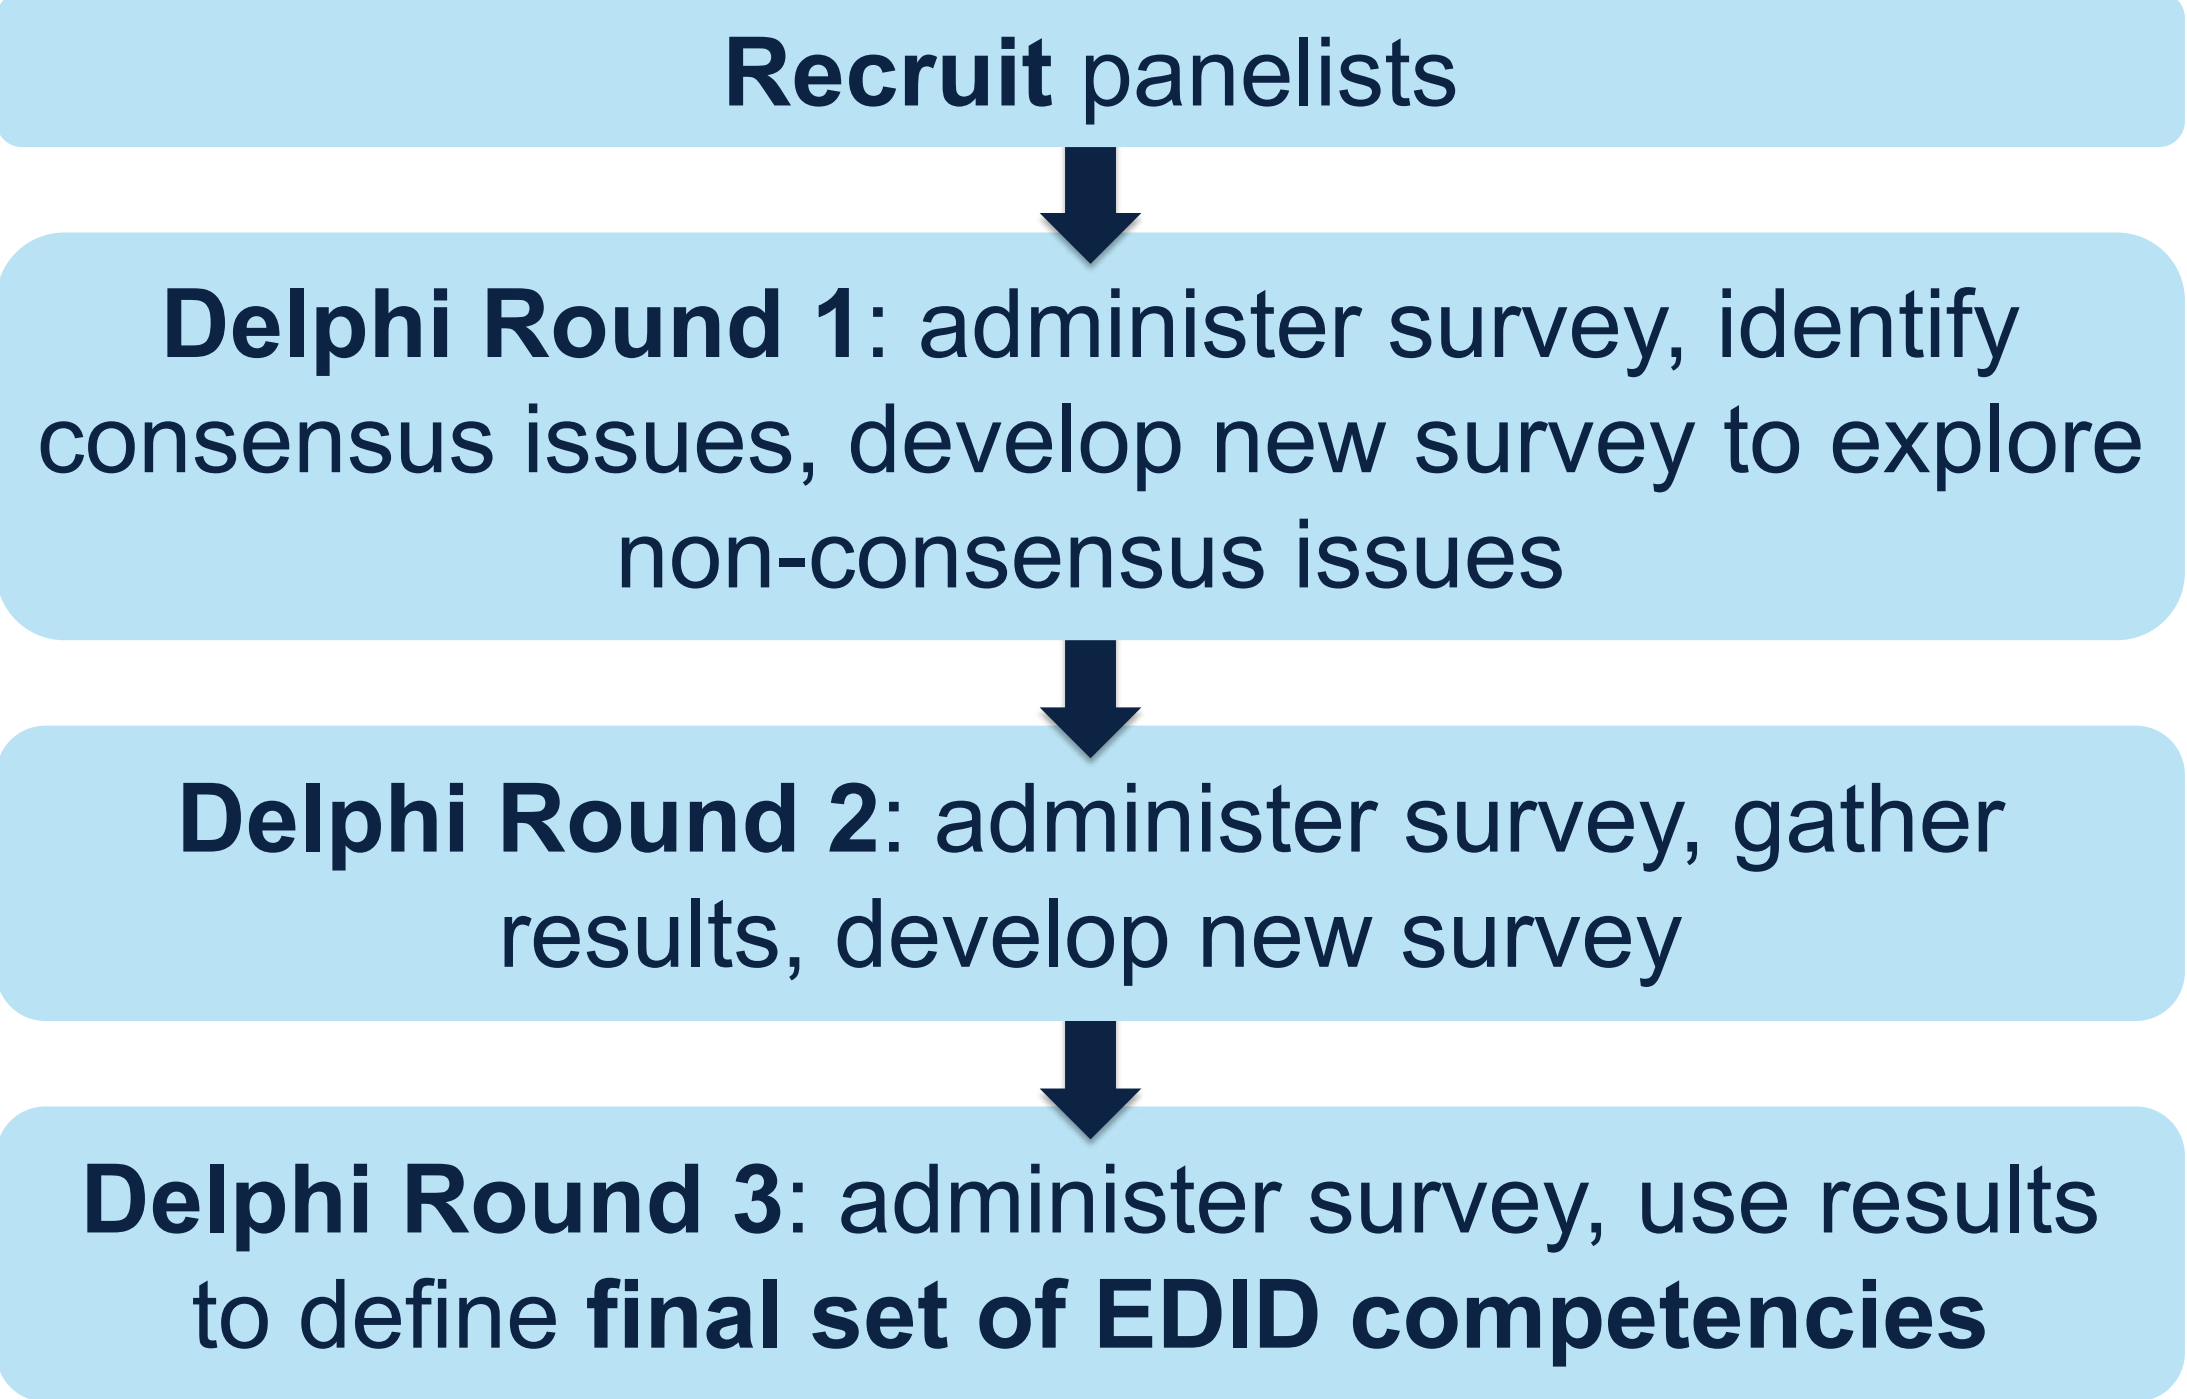 Recruit panelists
Delphi Round 1: administer survey, identify
consensus issues, develop new survey to explore
non-consensus issues
Delphi Round 2: administer survey, gather
results, develop new survey
Delphi Round 3: administer survey, use results
to define final set of EDID competencies